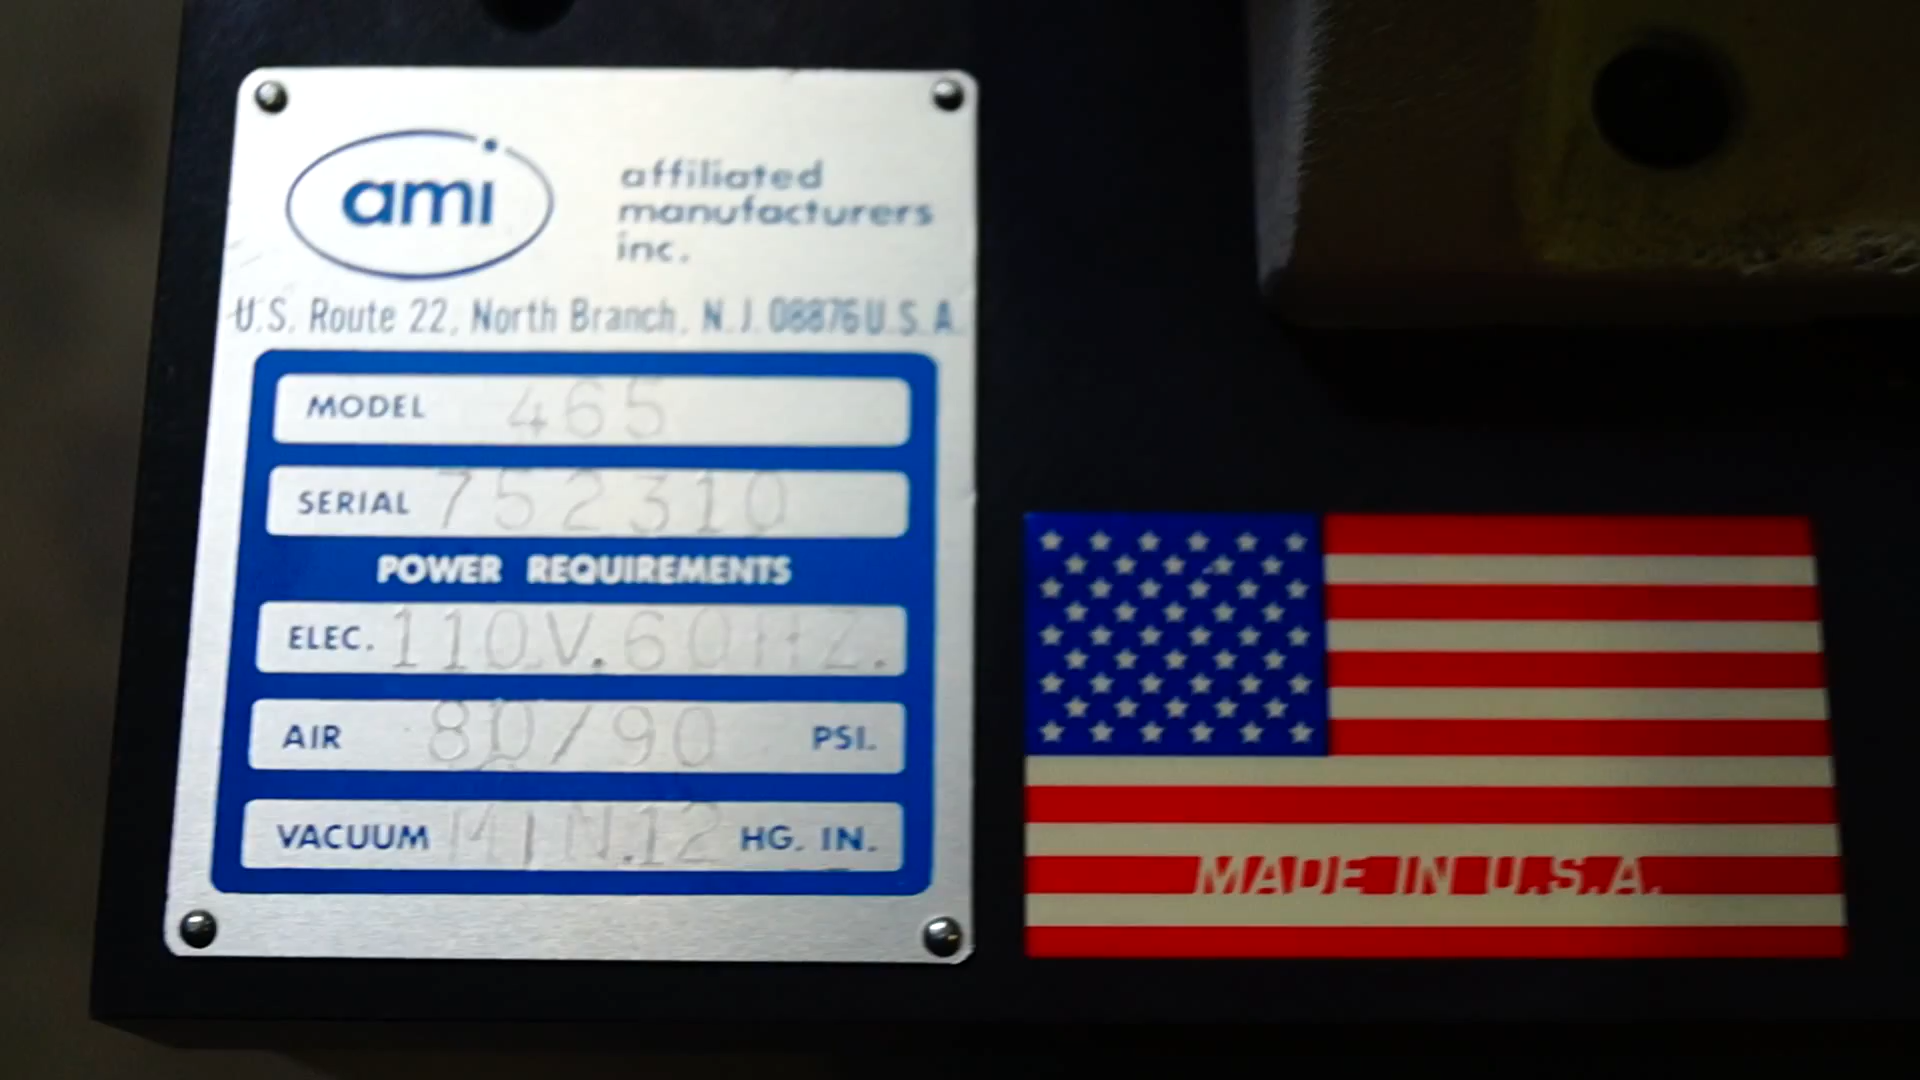 ami
affiliated
manufacturers
inc.
U.S. Route 22, North Branch, N.J. 08876 U.S.A.
MODEL 465
SERIAL 752310
POWER REQUIREMENTS
ELEC. 110V.60HZ.
AIR 80/90 PSI.
VACUUM MIN.12 HG. IN.
MADE IN U.S.A.